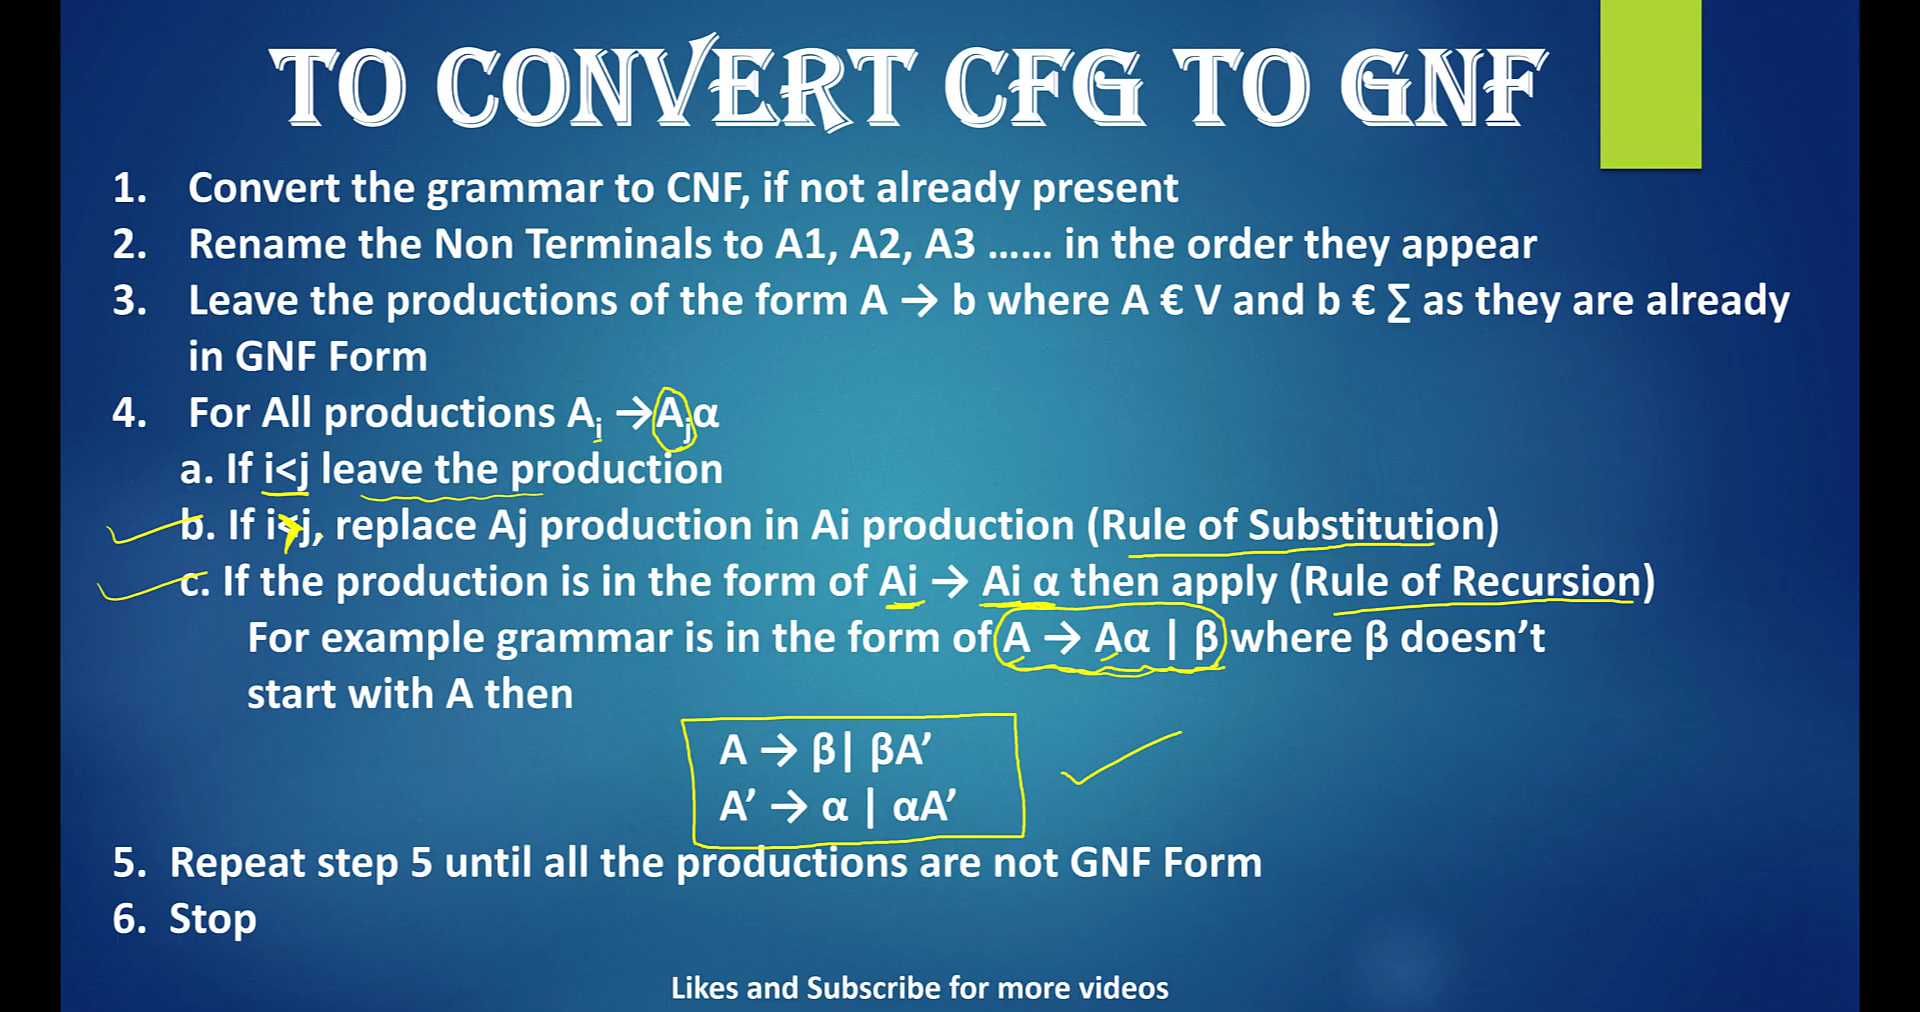 TO CONVERT CFG TO GNF
1. Convert the grammar to CNF, if not already present
2. Rename the Non Terminals to A1, A2, A3 ...... in the order they appear
3. Leave the productions of the form A → b where A € V and b € ∑ as they are already
in GNF Form
4. For All productions Ai →Ajα
a. If i<j leave the production
b. If i>j, replace Aj production in Ai production (Rule of Substitution)
c. If the production is in the form of Ai → Ai α then apply (Rule of Recursion)
For example grammar is in the form of A → Aα | β where β doesn’t
start with A then
A → β| βA’
A’ → α | αA’
5. Repeat step 5 until all the productions are not GNF Form
6. Stop
Likes and Subscribe for more videos